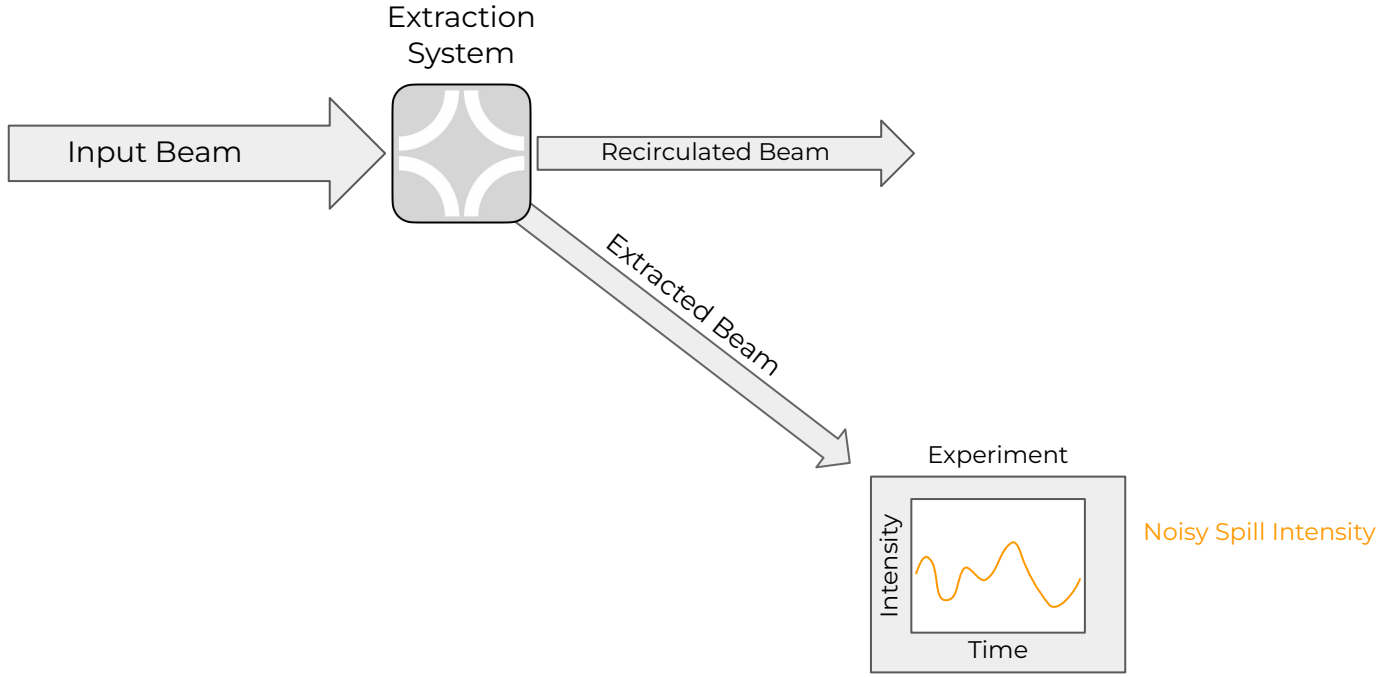 Extraction
System
Input Beam
Recirculated Beam
Extracted Beam
Experiment
Intensity
Noisy Spill Intensity
Time